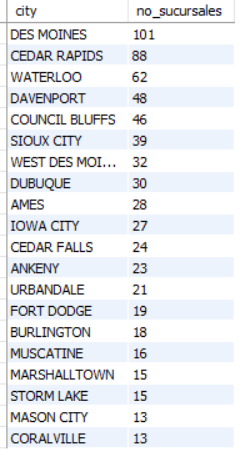 city no_sucursales
DES MOINES 101
CEDAR RAPIDS 88
WATERLOO 62
DAVENPORT 48
COUNCIL BLUFFS 46
SIOUX CITY 39
WEST DES MOI... 32
DUBUQUE 30
AMES 28
IOWA CITY 27
CEDAR FALLS 24
ANKENY 23
URBANDALE 21
FORT DODGE 19
BURLINGTON 18
MUSCATINE 16
MARSHALLTOWN 15
STORM LAKE 15
MASON CITY 13
CORALVILLE 13